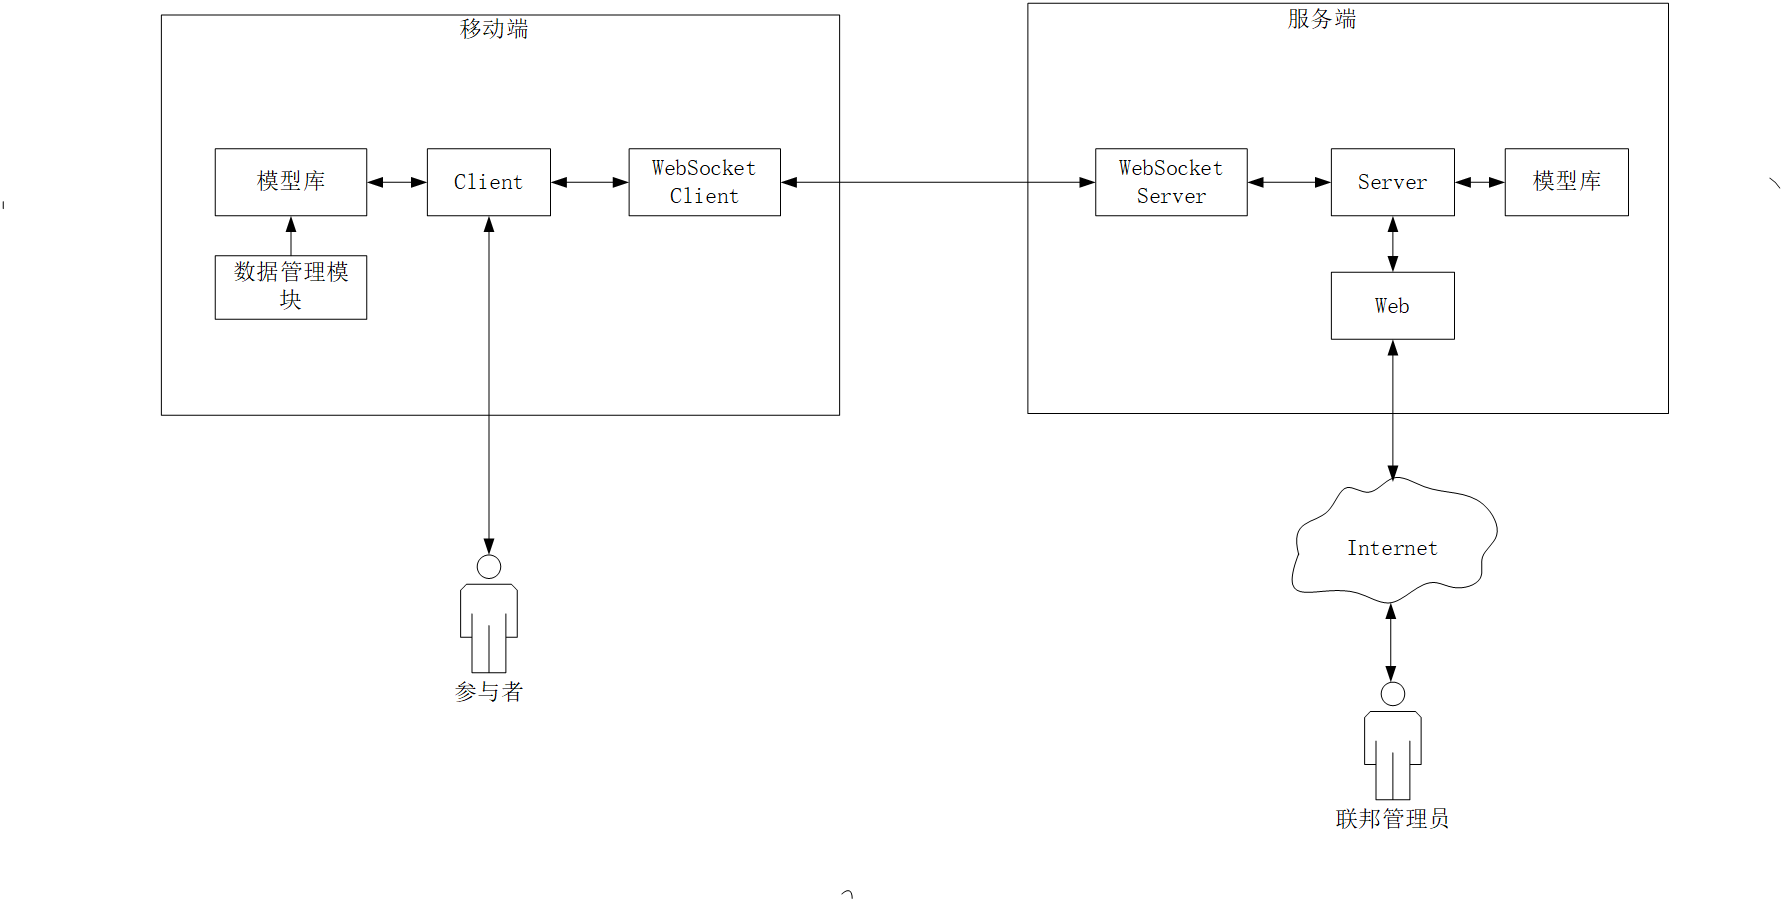 移动端
模型库
Client
WebSocket
Client
数据管理模
块
参与者
服务端
WebSocket
Server
Server
模型库
Web
Internet
联邦管理员